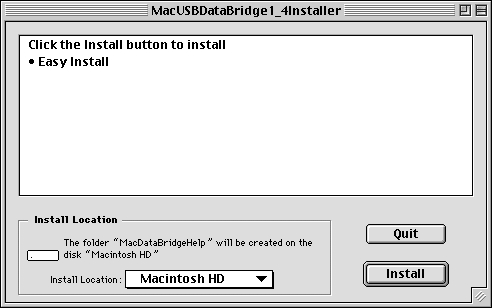 MacUSBDataBridge1_4Installer
Click the Install button to install
• Easy Install
Install Location
The folder “MacDataBridgeHelp” will be created on the
disk “Macintosh HD”
Install Location: Macintosh HD
Quit
Install